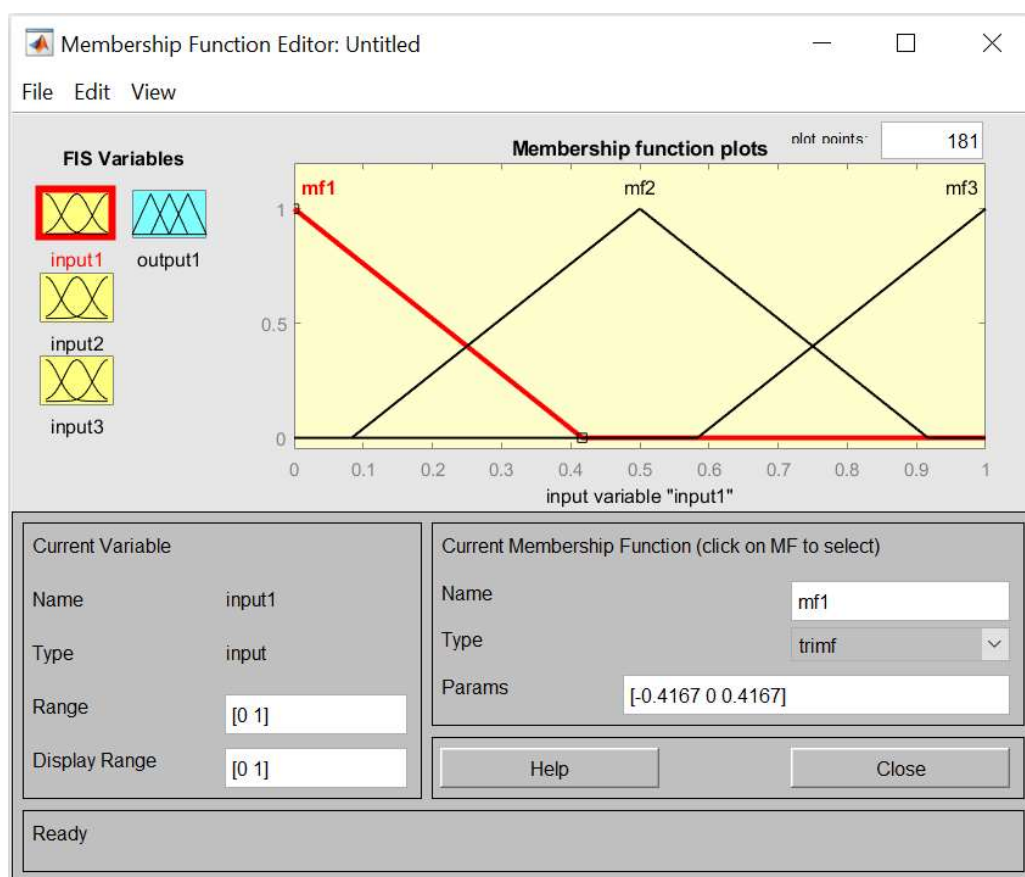 Membership Function Editor: Untitled
File Edit View
FIS Variables
input1
output1
input2
input3
Membership function plots
plot points:
181
mf1
mf2
mf3
1
0.5
0
0 0.1 0.2 0.3 0.4 0.5 0.6 0.7 0.8 0.9 1
input variable "input1"
Current Variable
Name input1
Type input
Range [0 1]
Display Range [0 1]
Current Membership Function (click on MF to select)
Name mf1
Type trimf
Params [-0.4167 0 0.4167]
Help
Close
Ready